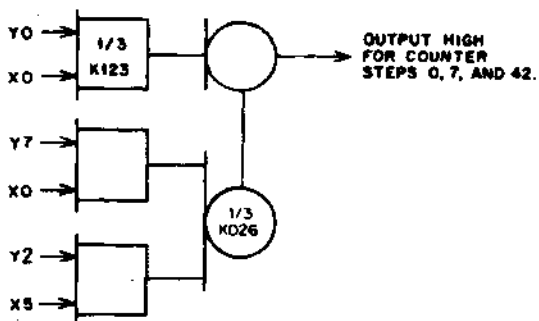 Y0
1/3
K123
X0
OUTPUT HIGH
FOR COUNTER
STEPS 0, 7, AND 42.
Y7
X0
1/3
K026
Y2
X5